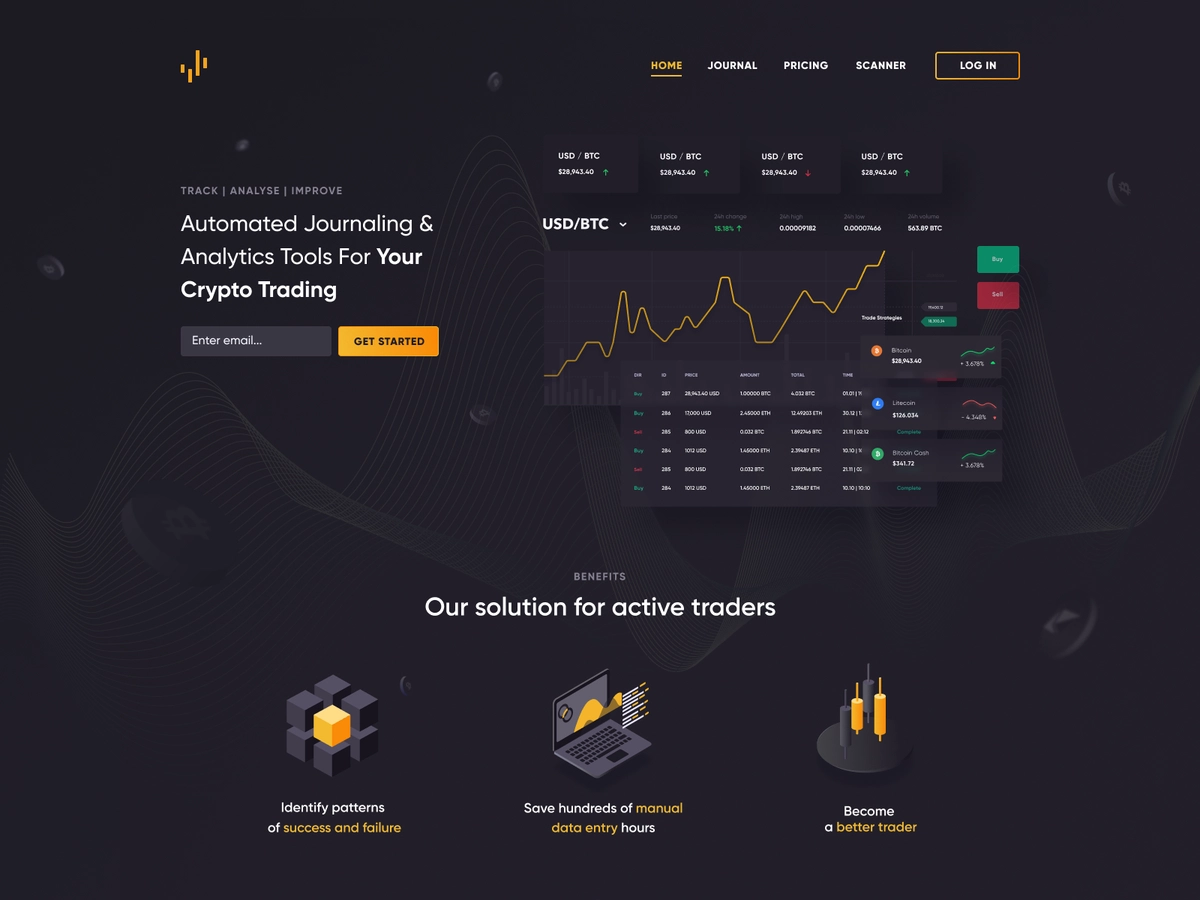 HOME JOURNAL PRICING SCANNER LOG IN
TRACK | ANALYSE | IMPROVE
Automated Journaling &
Analytics Tools For Your
Crypto Trading
Enter email...
GET STARTED
USD / BTC USD / BTC USD / BTC USD / BTC
$28,943.40 $28,943.40 $28,943.40 $28,943.40
USD/BTC
Last price 24h change 24h high 24h low 24h volume
$28,943.40 15.18% 0.00009182 0.00007466 563.89 BTC
Buy
Sell
Trade Strategies
Bitcoin
$28,943.40
+ 3.678%
Litecoin
$126.034
- 4.348%
Bitcoin Cash
$341.72
+ 3.678%
DIR ID PRICE AMOUNT TOTAL TIME
Buy 287 28,943.40 USD 1.00000 BTC 4.032 BTC 01.01 |
Buy 286 17,000 USD 2.45000 ETH 12.49203 ETH 30.12 |
Sell 285 800 USD 0.032 BTC 1.892746 BTC 21.11 | 02:12 Complete
Buy 284 1012 USD 1.45000 ETH 2.39487 ETH 10.10 |
Sell 285 800 USD 0.032 BTC 1.892746 BTC 21.11 |
Buy 284 1012 USD 1.45000 ETH 2.39487 ETH 10.10 | 10:10 Complete
BENEFITS
Our solution for active traders
Identify patterns
of success and failure
Save hundreds of manual
data entry hours
Become
a better trader